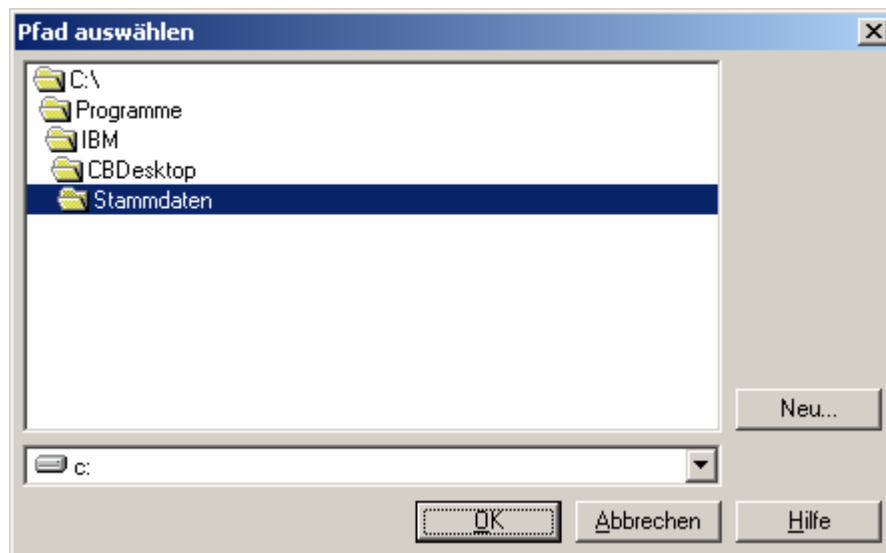 Pfad auswählen
C:\
Programme
IBM
CBDesktop
Stammdaten
Neu...
c:
OK
Abbrechen
Hilfe